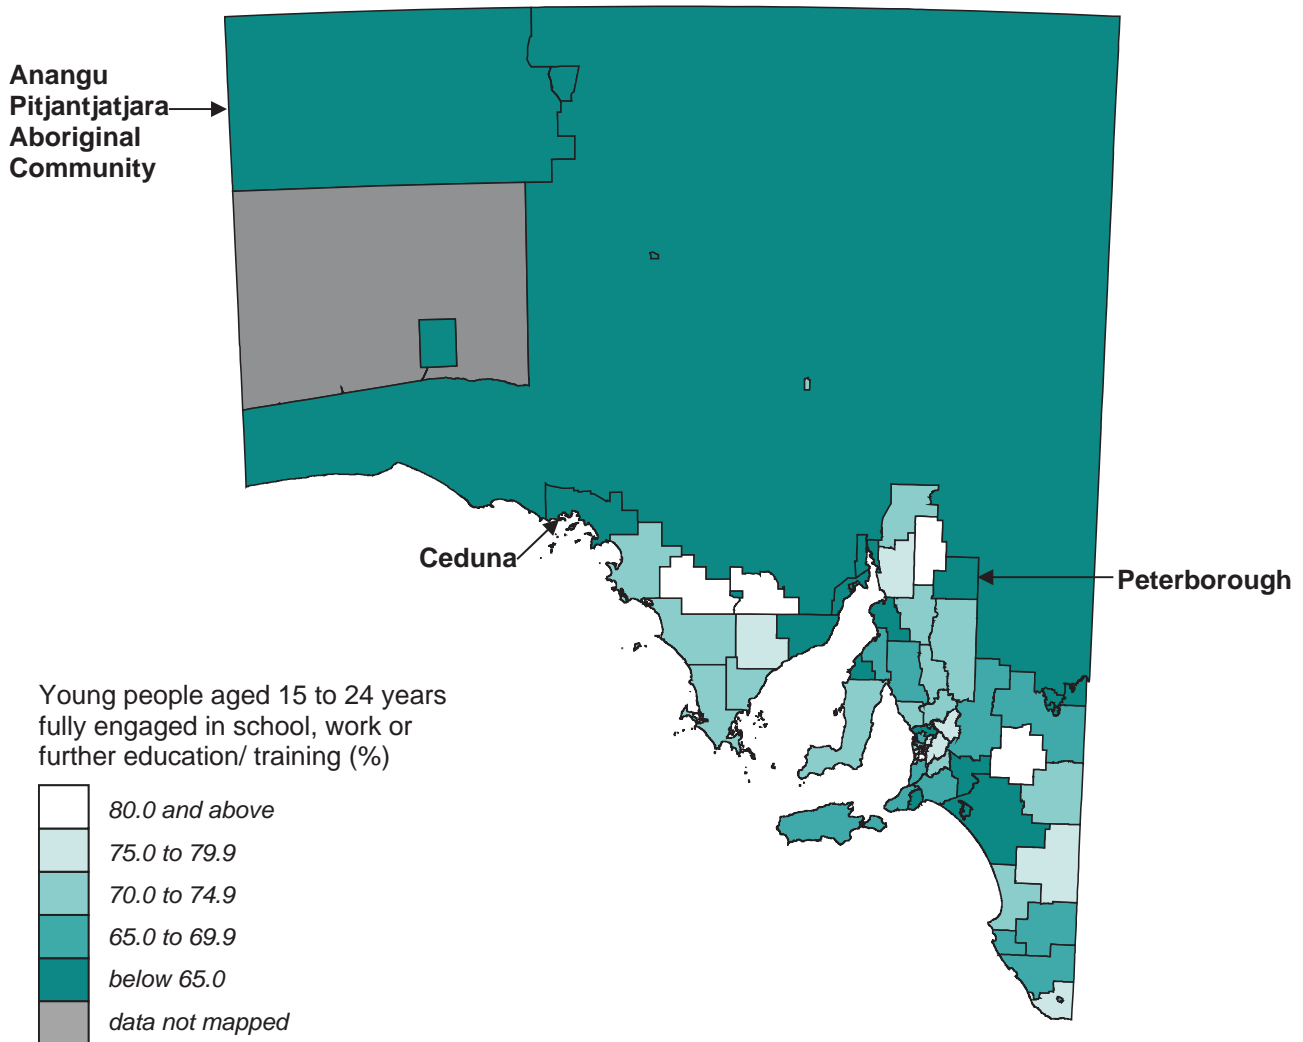 Anangu
Pitjantjatjara
Aboriginal
Community
Ceduna
Peterborough
Young people aged 15 to 24 years
fully engaged in school, work or
further education/ training (%)
80.0 and above
75.0 to 79.9
70.0 to 74.9
65.0 to 69.9
below 65.0
data not mapped